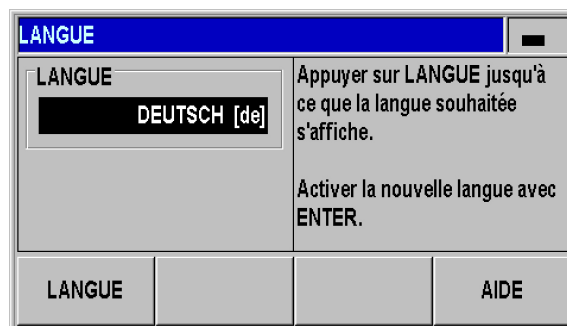 LANGUE
LANGUE
DEUTSCH [de]
Appuyer sur LANGUE jusqu'à
ce que la langue souhaitée
s'affiche.
Activer la nouvelle langue avec
ENTER.
LANGUE
AIDE